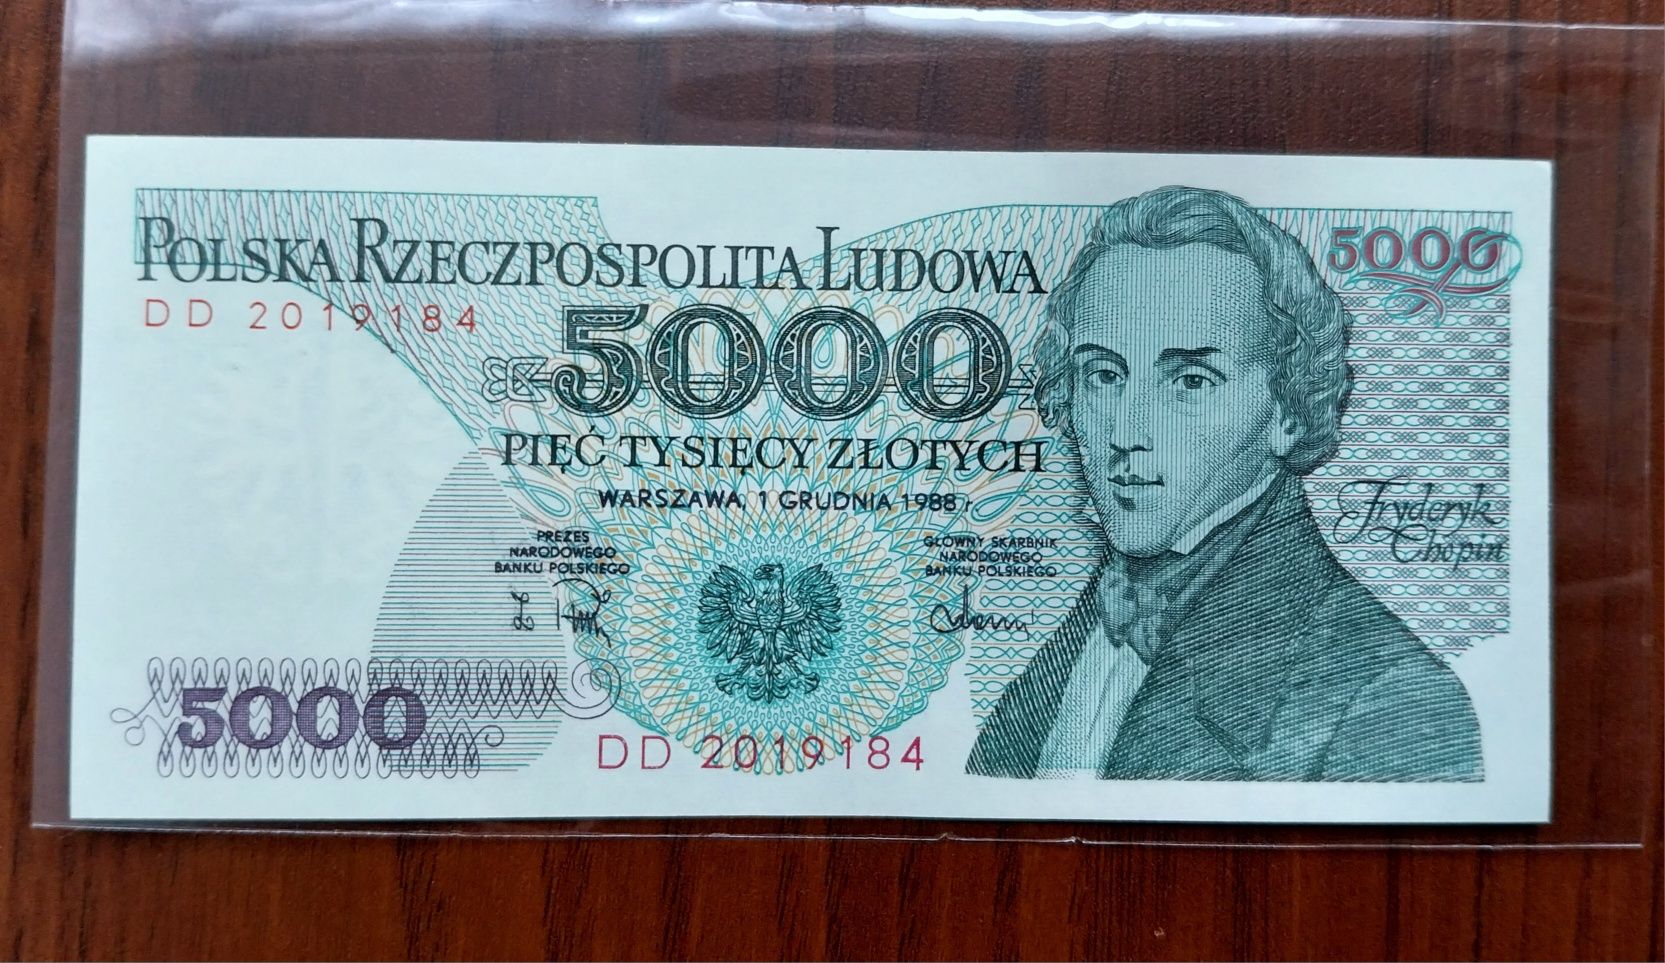 POLSKA RZECZPOSPOLITA LUDOWA
5000
DD 2019184
5000
PIĘĆ TYSIĘCY ZŁOTYCH
WARSZAWA, 1 GRUDNIA 1988 r.
PREZES
NARODOWEGO
BANKU POLSKIEGO
GŁÓWNY SKARBNIK
NARODOWEGO
BANKU POLSKIEGO
Fryderyk
Chopin
5000
DD 2019184